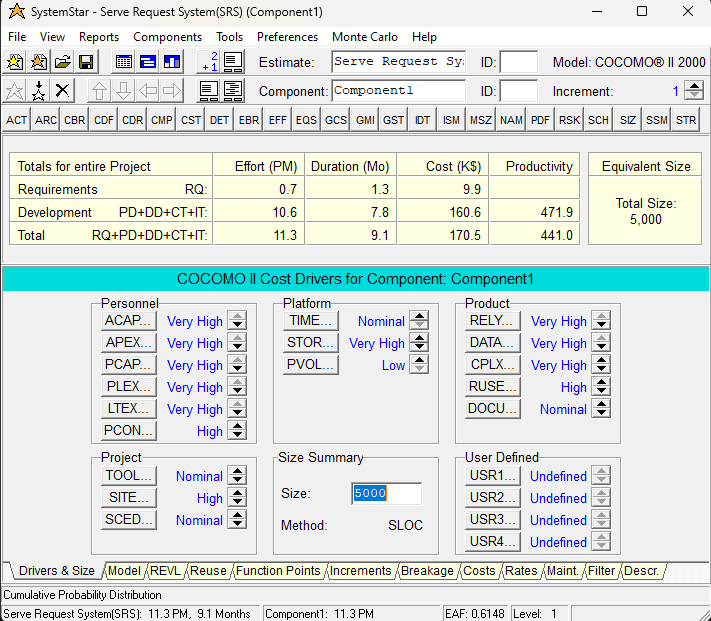 SystemStar - Serve Request System(SRS) (Component1)
File View Reports Components Tools Preferences Monte Carlo Help
2 +1 Estimate: Serve Request Sy: ID: Model: COCOMO® II 2000
Component: Component1 ID: Increment: 1
ACT ARC CBR CDF CDR CMP CST DET EBR EFF EQS GCS GMI GST IDT ISM MSZ NAM PDF RSK SCH SIZ SSM STR
Totals for entire Project Effort (PM) Duration (Mo) Cost (K$) Productivity Equivalent Size
Requirements RQ: 0.7 1.3 9.9
Development PD+DD+CT+IT: 10.6 7.8 160.6 471.9 Total Size:
5,000
Total RQ+PD+DD+CT+IT: 11.3 9.1 170.5 441.0
COCOMO II Cost Drivers for Component: Component1
Personnel Platform Product
ACAP... Very High TIME... Nominal RELY... Very High
APEX... Very High STOR... Very High DATA... Very High
PCAP... Very High PVOL... Low CPLX... Very High
PLEX... Very High RUSE... High
LTEX... Very High DOCU... Nominal
PCON... High
Project Size Summary User Defined
TOOL... Nominal USR1... Undefined
SITE... High Size: 5000 USR2... Undefined
SCED... Nominal Method: SLOC USR3... Undefined
USR4... Undefined
Drivers & Size Model REVL Reuse Function Points Increments Breakage Costs Rates Maint. Filter Descr.
Cumulative Probability Distribution
Serve Request System(SRS): 11.3 PM, 9.1 Months Component1: 11.3 PM EAF: 0.6148 Level: 1